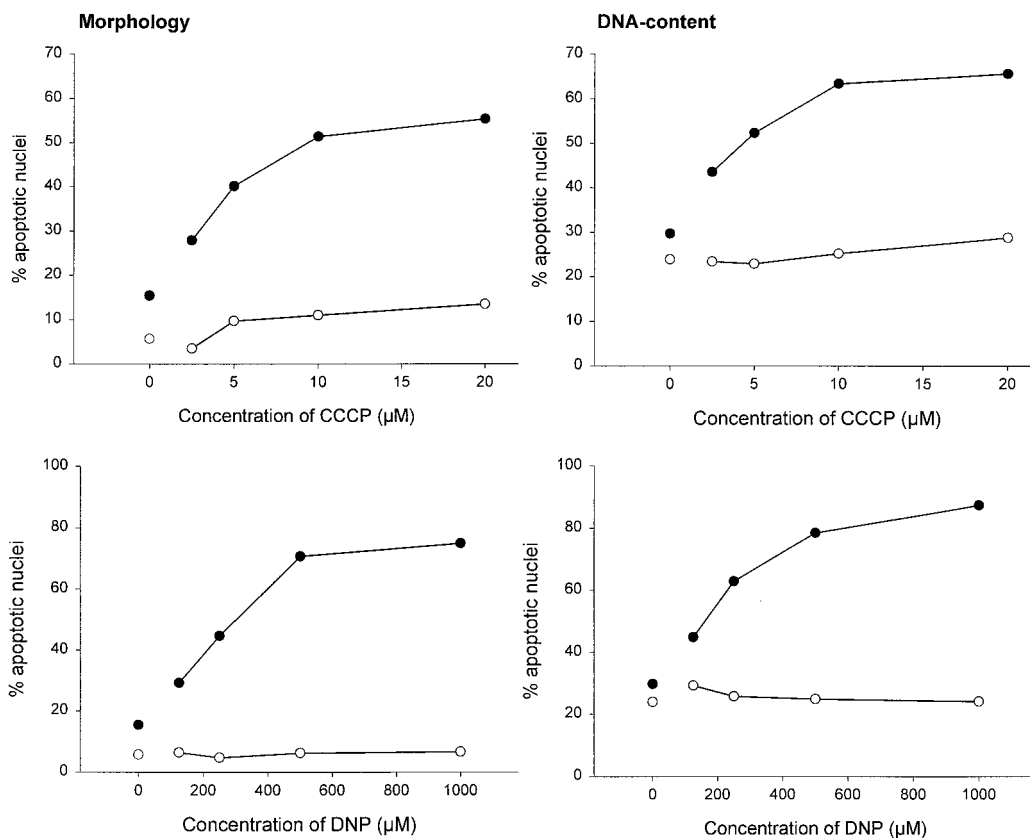 Morphology
DNA-content
70
60
50
40
30
20
10
0
% apoptotic nuclei
0 5 10 15 20
Concentration of CCCP (µM)
70
60
50
40
30
20
10
0
% apoptotic nuclei
0 5 10 15 20
Concentration of CCCP (µM)
100
80
60
40
20
0
% apoptotic nuclei
0 200 400 600 800 1000
Concentration of DNP (µM)
100
80
60
40
20
0
% apoptotic nuclei
0 200 400 600 800 1000
Concentration of DNP (µM)